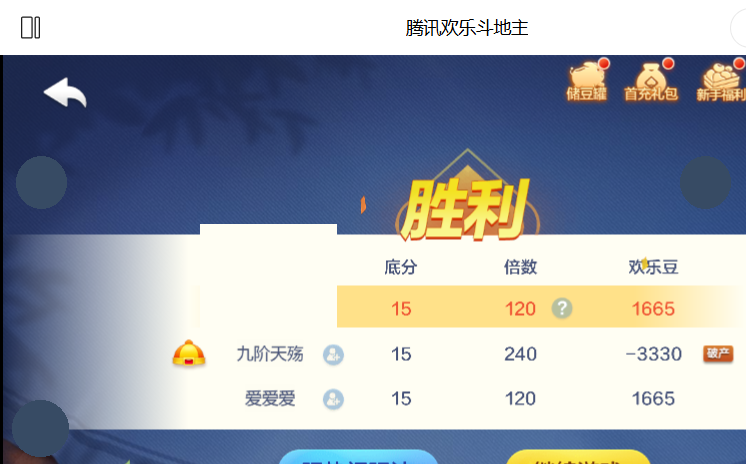 腾讯欢乐斗地主
储豆罐 首充礼包 新手福利
胜利
底分 倍数 欢乐豆
15 120 ? 1665
九阶天殇 15 240 -3330 破产
爱爱爱 15 120 1665